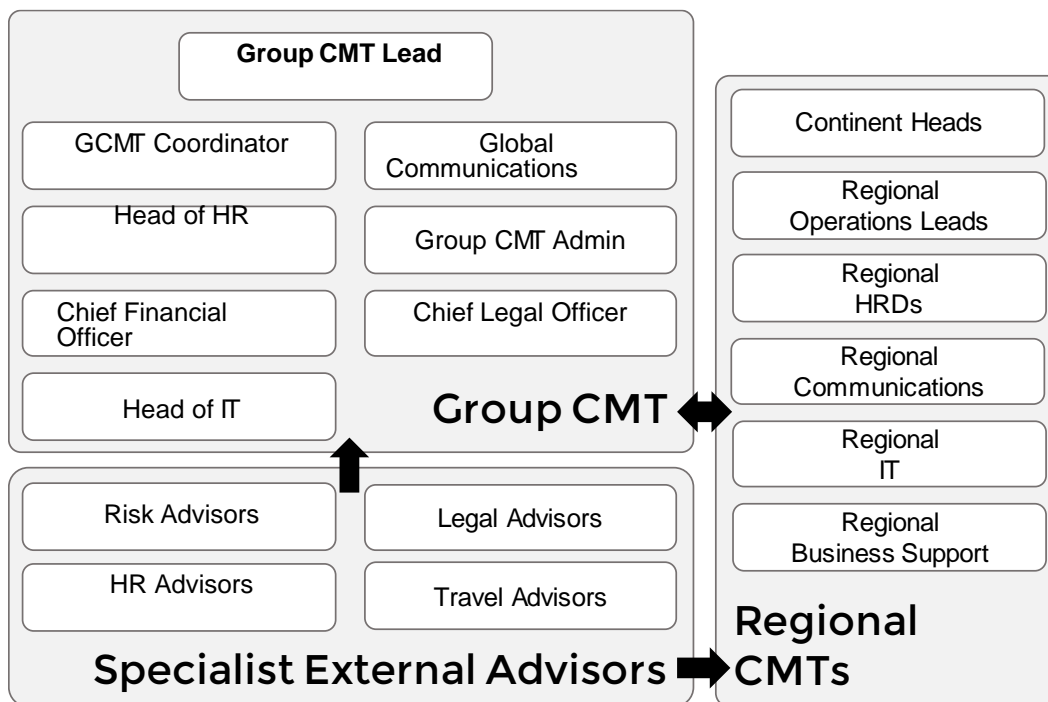 Group CMT Lead
GCMT Coordinator
Global
Communications
Head of HR
Group CMT Admin
Chief Financial
Officer
Chief Legal Officer
Head of IT
Group CMT
Risk Advisors
Legal Advisors
HR Advisors
Travel Advisors
Specialist External Advisors
Continent Heads
Regional
Operations Leads
Regional
HRDs
Regional
Communications
Regional
IT
Regional
Business Support
Regional
CMTs